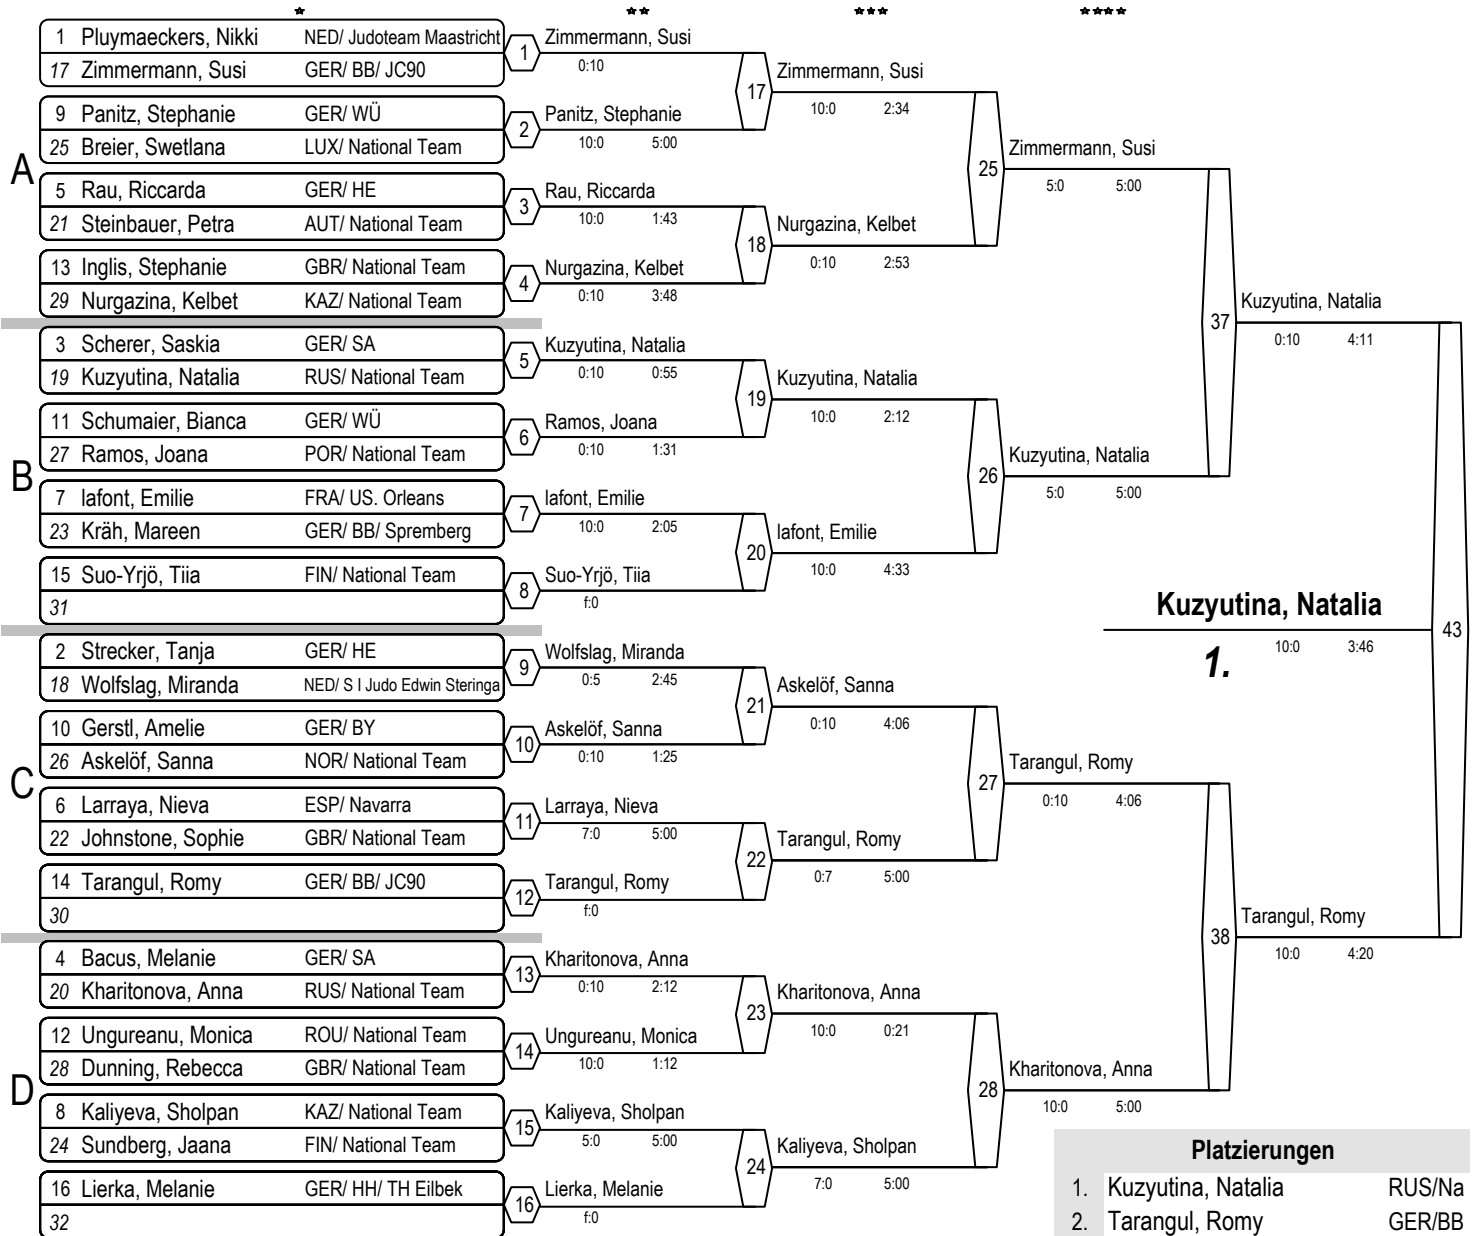 * ** *** ****
A
1 Pluymaeckers, Nikki NED/ Judoteam Maastricht
17 Zimmermann, Susi GER/ BB/ JC90
9 Panitz, Stephanie GER/ WÜ
25 Breier, Swetlana LUX/ National Team
5 Rau, Riccarda GER/ HE
21 Steinbauer, Petra AUT/ National Team
13 Inglis, Stephanie GBR/ National Team
29 Nurgazina, Kelbet KAZ/ National Team
B
3 Scherer, Saskia GER/ SA
19 Kuzyutina, Natalia RUS/ National Team
11 Schumaier, Bianca GER/ WÜ
27 Ramos, Joana POR/ National Team
7 lafont, Emilie FRA/ US. Orleans
23 Kräh, Mareen GER/ BB/ Spremberg
15 Suo-Yrjö, Tiia FIN/ National Team
31
C
2 Strecker, Tanja GER/ HE
18 Wolfslag, Miranda NED/ S I Judo Edwin Steringa
10 Gerstl, Amelie GER/ BY
26 Askelöf, Sanna NOR/ National Team
6 Larraya, Nieva ESP/ Navarra
22 Johnstone, Sophie GBR/ National Team
14 Tarangul, Romy GER/ BB/ JC90
30
D
4 Bacus, Melanie GER/ SA
20 Kharitonova, Anna RUS/ National Team
12 Ungureanu, Monica ROU/ National Team
28 Dunning, Rebecca GBR/ National Team
8 Kaliyeva, Sholpan KAZ/ National Team
24 Sundberg, Jaana FIN/ National Team
16 Lierka, Melanie GER/ HH/ TH Eilbek
32
1 Zimmermann, Susi
0:10
2 Panitz, Stephanie
10:0 5:00
3 Rau, Riccarda
10:0 1:43
4 Nurgazina, Kelbet
0:10 3:48
5 Kuzyutina, Natalia
0:10 0:55
6 Ramos, Joana
0:10 1:31
7 lafont, Emilie
10:0 2:05
8 Suo-Yrjö, Tiia
f:0
9 Wolfslag, Miranda
0:5 2:45
10 Askelöf, Sanna
0:10 1:25
11 Larraya, Nieva
7:0 5:00
12 Tarangul, Romy
f:0
13 Kharitonova, Anna
0:10 2:12
14 Ungureanu, Monica
10:0 1:12
15 Kaliyeva, Sholpan
5:0 5:00
16 Lierka, Melanie
f:0
17 Zimmermann, Susi
10:0 2:34
18 Nurgazina, Kelbet
0:10 2:53
19 Kuzyutina, Natalia
10:0 2:12
20 lafont, Emilie
10:0 4:33
21 Askelöf, Sanna
0:10 4:06
22 Tarangul, Romy
0:7 5:00
23 Kharitonova, Anna
10:0 0:21
24 Kaliyeva, Sholpan
7:0 5:00
25 Zimmermann, Susi
5:0 5:00
26 Kuzyutina, Natalia
5:0 5:00
27 Tarangul, Romy
0:10 4:06
28 Kharitonova, Anna
10:0 5:00
37 Kuzyutina, Natalia
0:10 4:11
38 Tarangul, Romy
10:0 4:20
43
Kuzyutina, Natalia
1. 10:0 3:46
Platzierungen
1. Kuzyutina, Natalia RUS/Na
2. Tarangul, Romy GER/BB